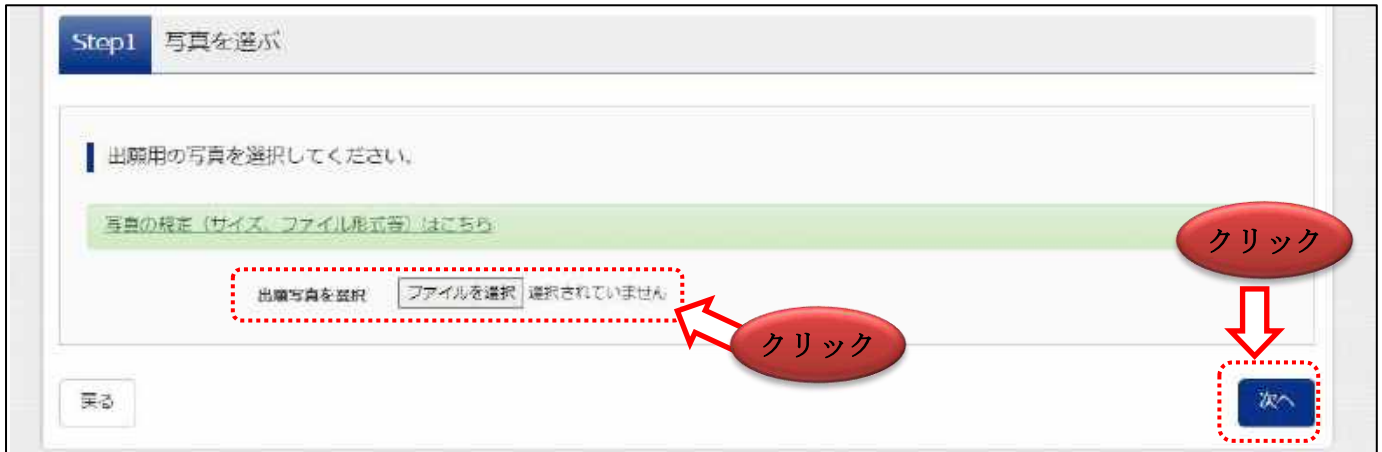 Step1 写真を選ぶ
出願用の写真を選択してください。
写真の規定（サイズ、ファイル形式等）はこちら
クリック
出願写真を選択 ファイルを選択 選択されていません
クリック
戻る 次へ